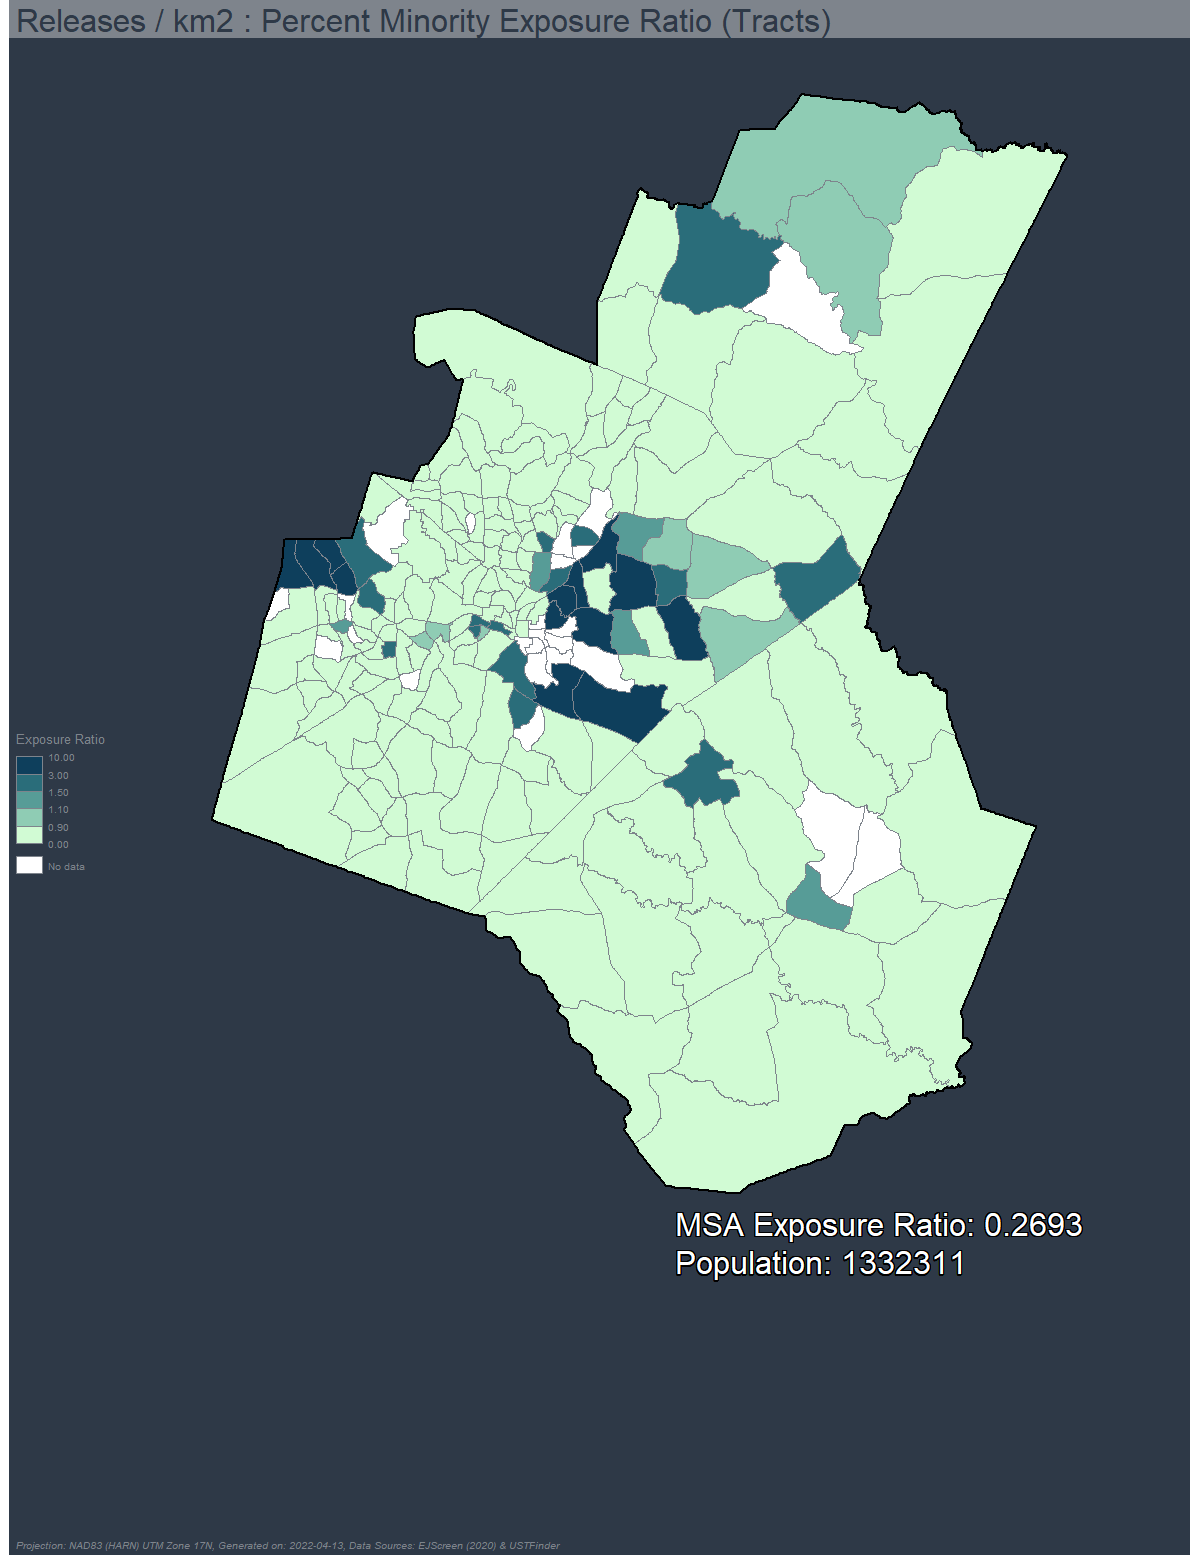 Releases / km2 : Percent Minority Exposure Ratio (Tracts)
Exposure Ratio
10.00
3.00
1.50
1.10
0.90
0.00
No data
MSA Exposure Ratio: 0.2693
Population: 1332311
Projection: NAD83 (HARN) UTM Zone 17N, Generated on: 2022-04-13, Data Sources: EJScreen (2020) & USTFinder